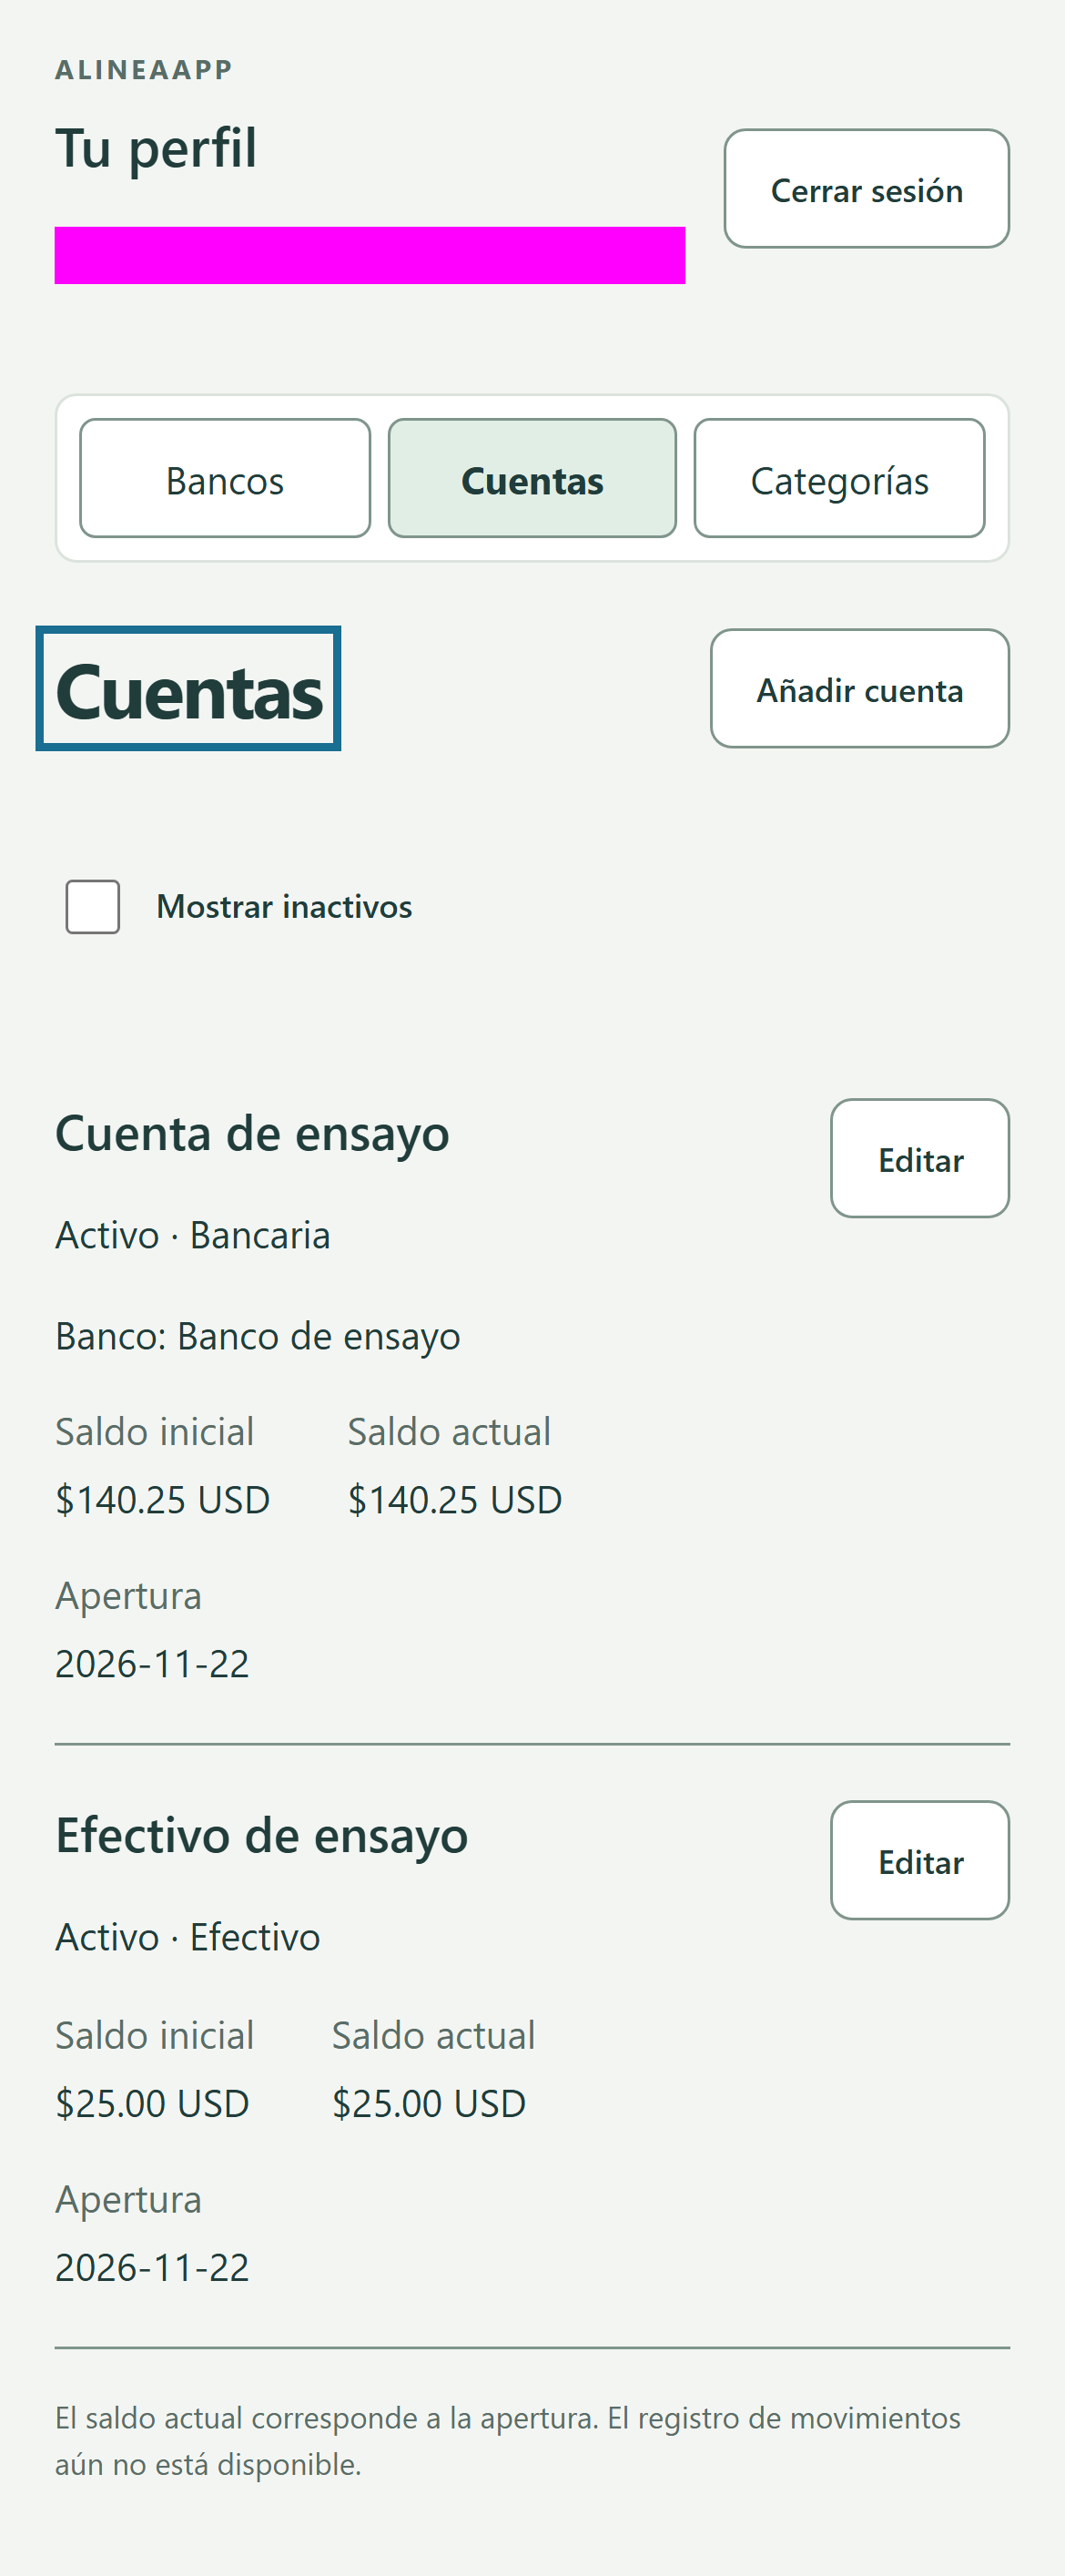 ALINEAAPP
Tu perfil
Cerrar sesión
Bancos
Cuentas
Categorías
Cuentas
Añadir cuenta
Mostrar inactivos
Cuenta de ensayo
Editar
Activo · Bancaria
Banco: Banco de ensayo
Saldo inicial
Saldo actual
$140.25 USD
$140.25 USD
Apertura
2026-11-22
Efectivo de ensayo
Editar
Activo · Efectivo
Saldo inicial
Saldo actual
$25.00 USD
$25.00 USD
Apertura
2026-11-22
El saldo actual corresponde a la apertura. El registro de movimientos
aún no está disponible.